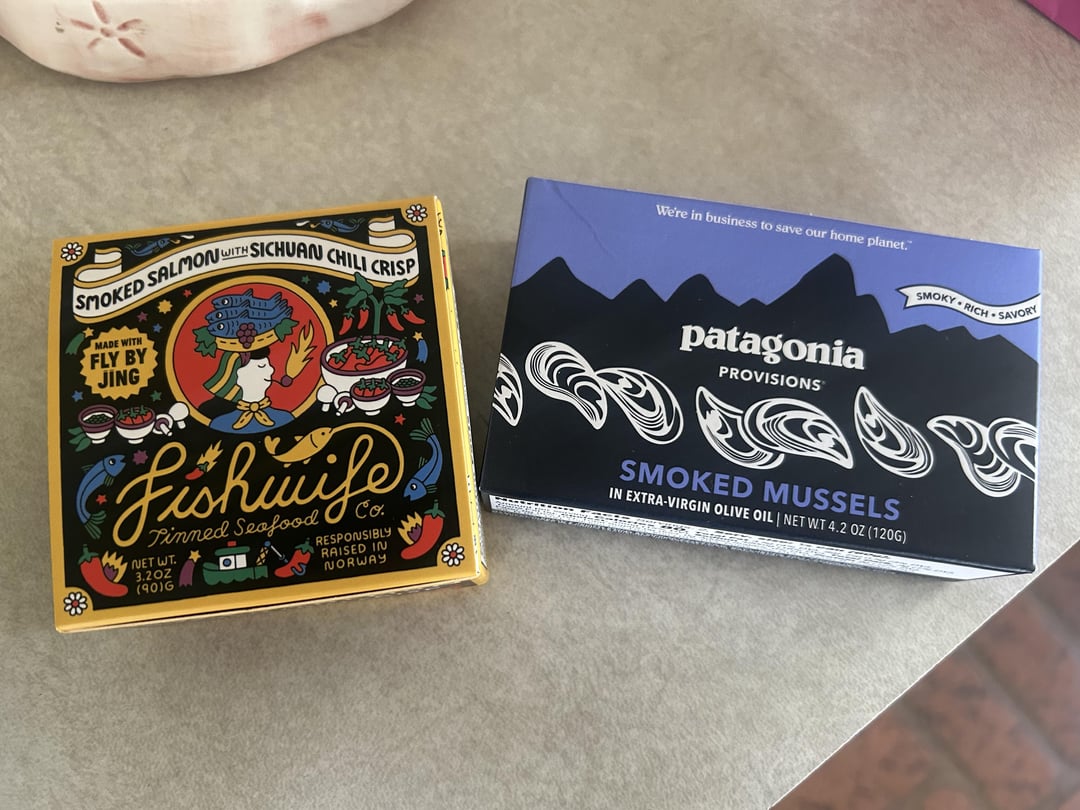 SMOKED SALMON WITH SICHUAN CHILI CRISP
MADE WITH
FLY BY
JING
Fishwife
Tinned Seafood Co.
NET WT.
3.2OZ
(90)G
RESPONSIBLY
RAISED IN
NORWAY
We're in business to save our home planet.™
SMOKY • RICH • SAVORY
patagonia
PROVISIONS®
SMOKED MUSSELS
IN EXTRA-VIRGIN OLIVE OIL | NET WT 4.2 OZ (120G)